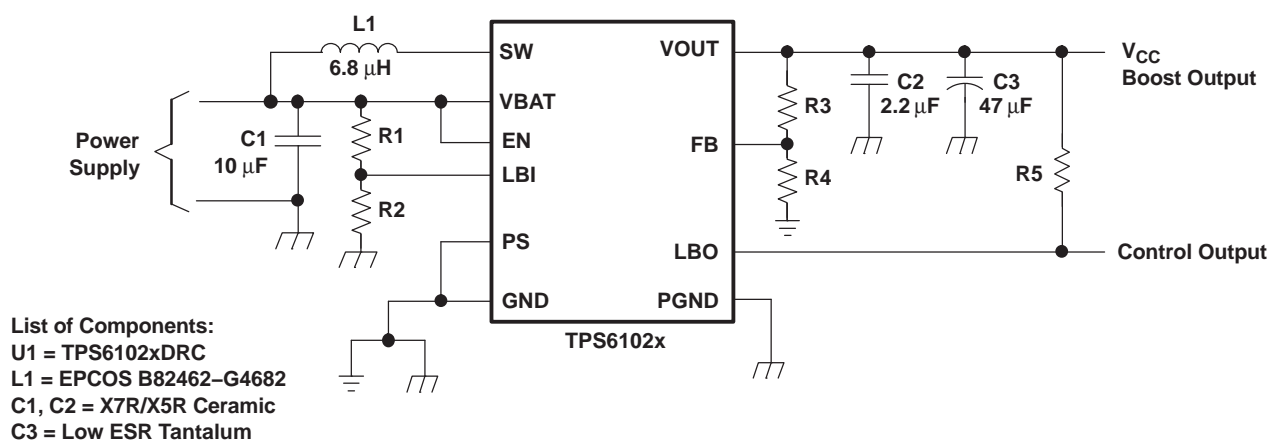 L1
6.8 μH
SW
VOUT
VCC
Boost Output
VBAT
C2
2.2 μF
C3
47 μF
R3
Power
Supply
C1
10 μF
R1
EN
FB
LBI
R4
R5
R2
PS
LBO
Control Output
GND
PGND
TPS6102x
List of Components:
U1 = TPS6102xDRC
L1 = EPCOS B82462–G4682
C1, C2 = X7R/X5R Ceramic
C3 = Low ESR Tantalum